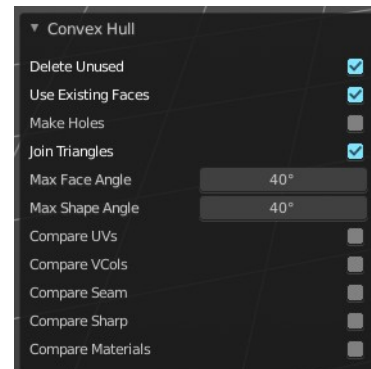 Convex Hull
Delete Unused
Use Existing Faces
Make Holes
Join Triangles
Max Face Angle 40°
Max Shape Angle 40°
Compare UVs
Compare VCols
Compare Seam
Compare Sharp
Compare Materials